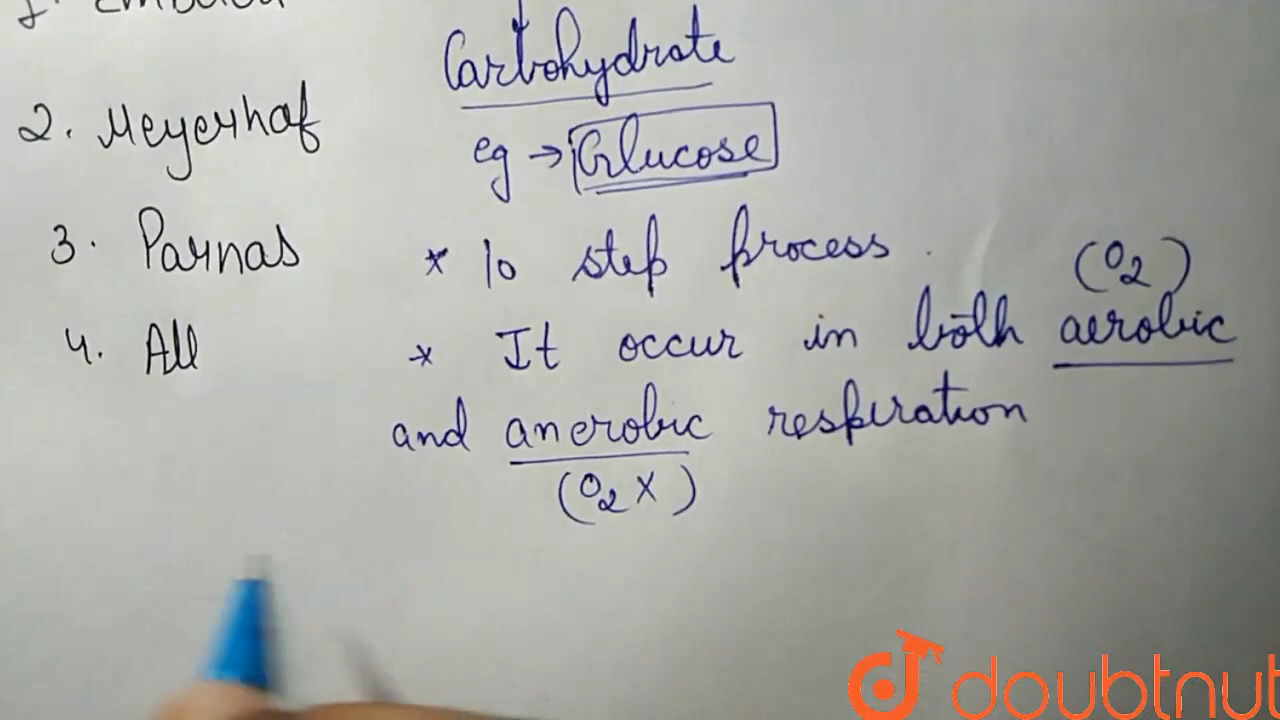 Carbohydrate
eg → Glucose
2. Meyerhof
3. Parnas
4. All
* 10 step process.
(O2)
* It occur in both aerobic
and anerobic respiration
(O2 X)
doubtnut